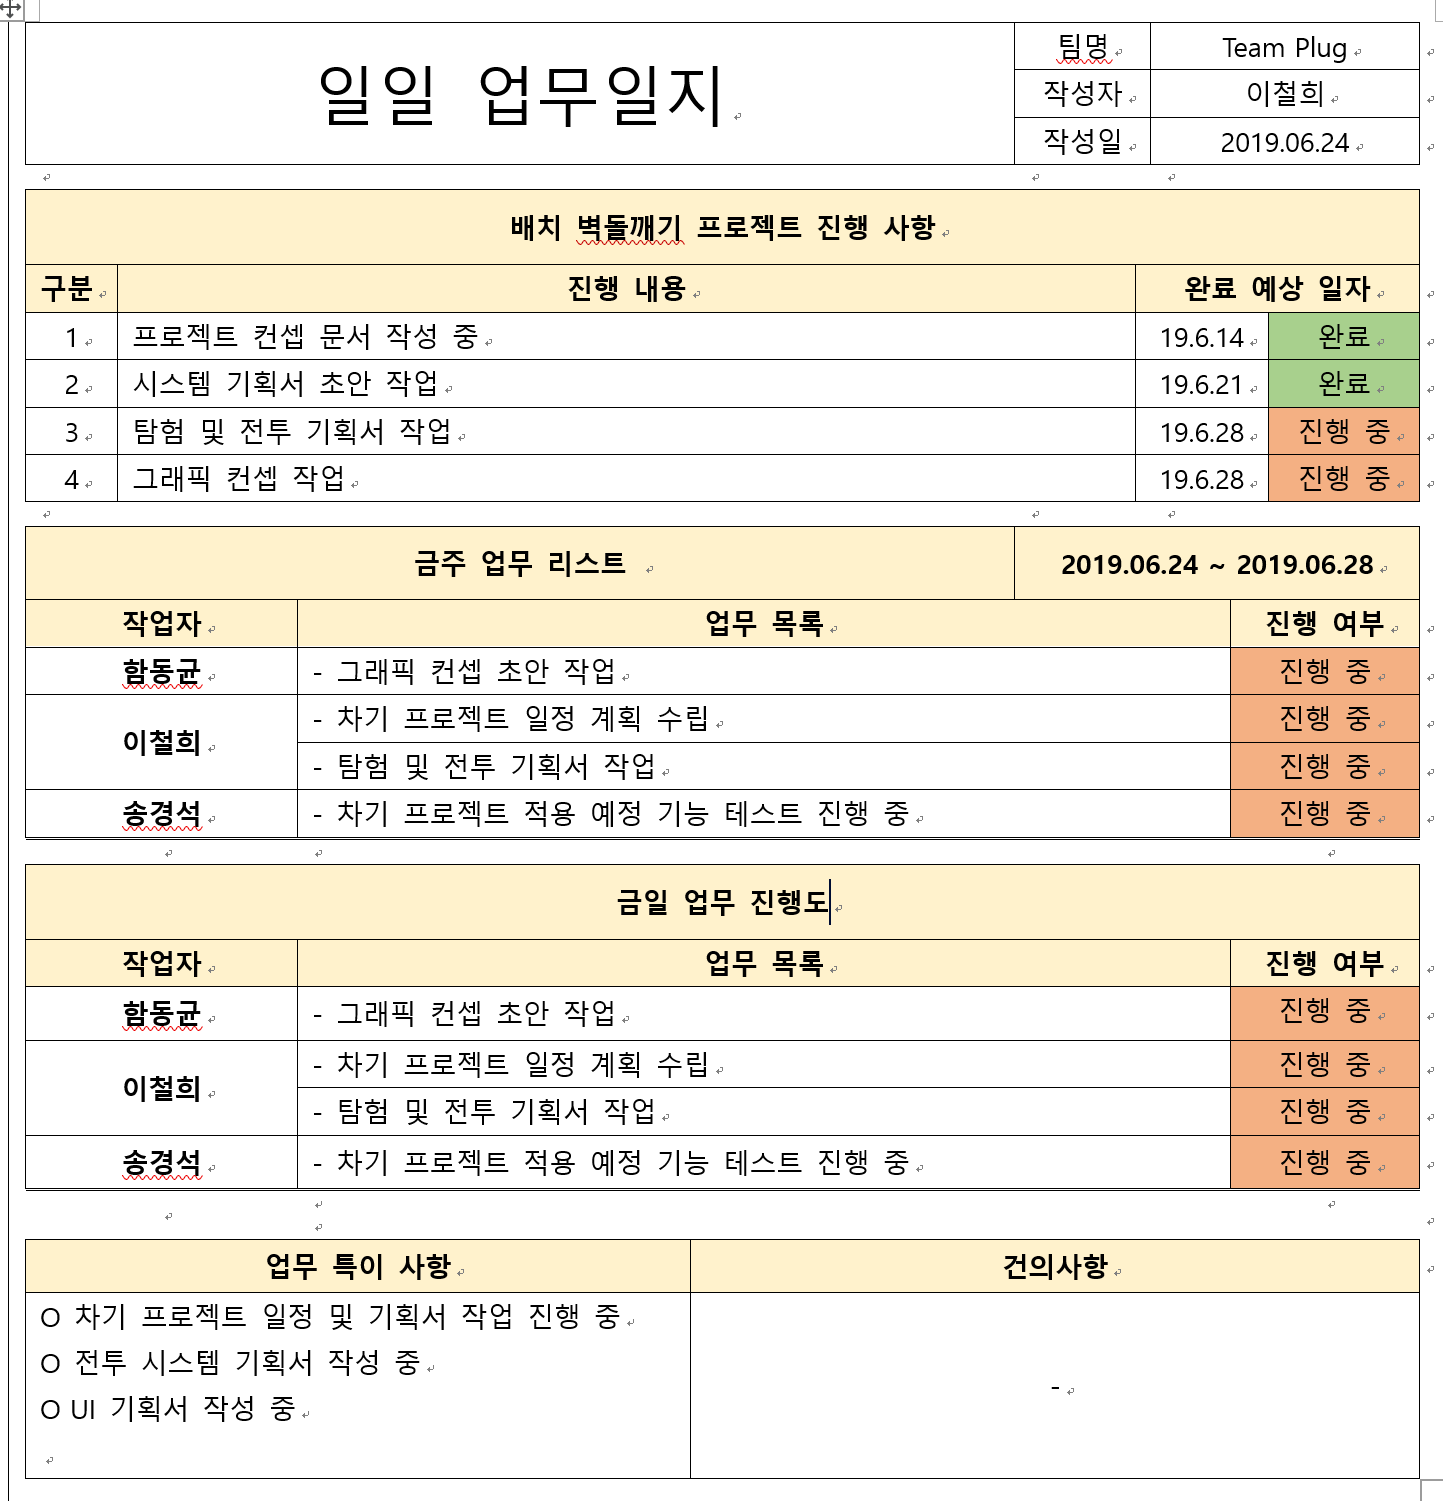 일일 업무일지
팀명 Team Plug
작성자 이철희
작성일 2019.06.24
배치 벽돌깨기 프로젝트 진행 사항
구분 진행 내용 완료 예상 일자
1 프로젝트 컨셉 문서 작성 중 19.6.14 완료
2 시스템 기획서 초안 작업 19.6.21 완료
3 탐험 및 전투 기획서 작업 19.6.28 진행 중
4 그래픽 컨셉 작업 19.6.28 진행 중
금주 업무 리스트 2019.06.24 ~ 2019.06.28
작업자 업무 목록 진행 여부
함동균 - 그래픽 컨셉 초안 작업 진행 중
이철희 - 차기 프로젝트 일정 계획 수립 진행 중
- 탐험 및 전투 기획서 작업 진행 중
송경석 - 차기 프로젝트 적용 예정 기능 테스트 진행 중 진행 중
금일 업무 진행도
작업자 업무 목록 진행 여부
함동균 - 그래픽 컨셉 초안 작업 진행 중
이철희 - 차기 프로젝트 일정 계획 수립 진행 중
- 탐험 및 전투 기획서 작업 진행 중
송경석 - 차기 프로젝트 적용 예정 기능 테스트 진행 중 진행 중
업무 특이 사항 건의사항
O 차기 프로젝트 일정 및 기획서 작업 진행 중
O 전투 시스템 기획서 작성 중
O UI 기획서 작성 중
-